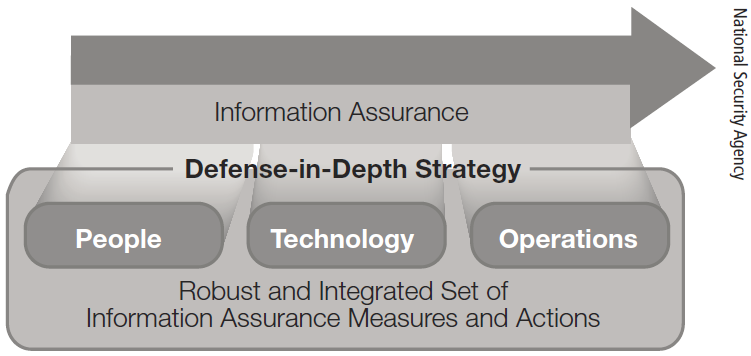 Information Assurance
Defense-in-Depth Strategy
People
Technology
Operations
Robust and Integrated Set of
Information Assurance Measures and Actions
National Security Agency